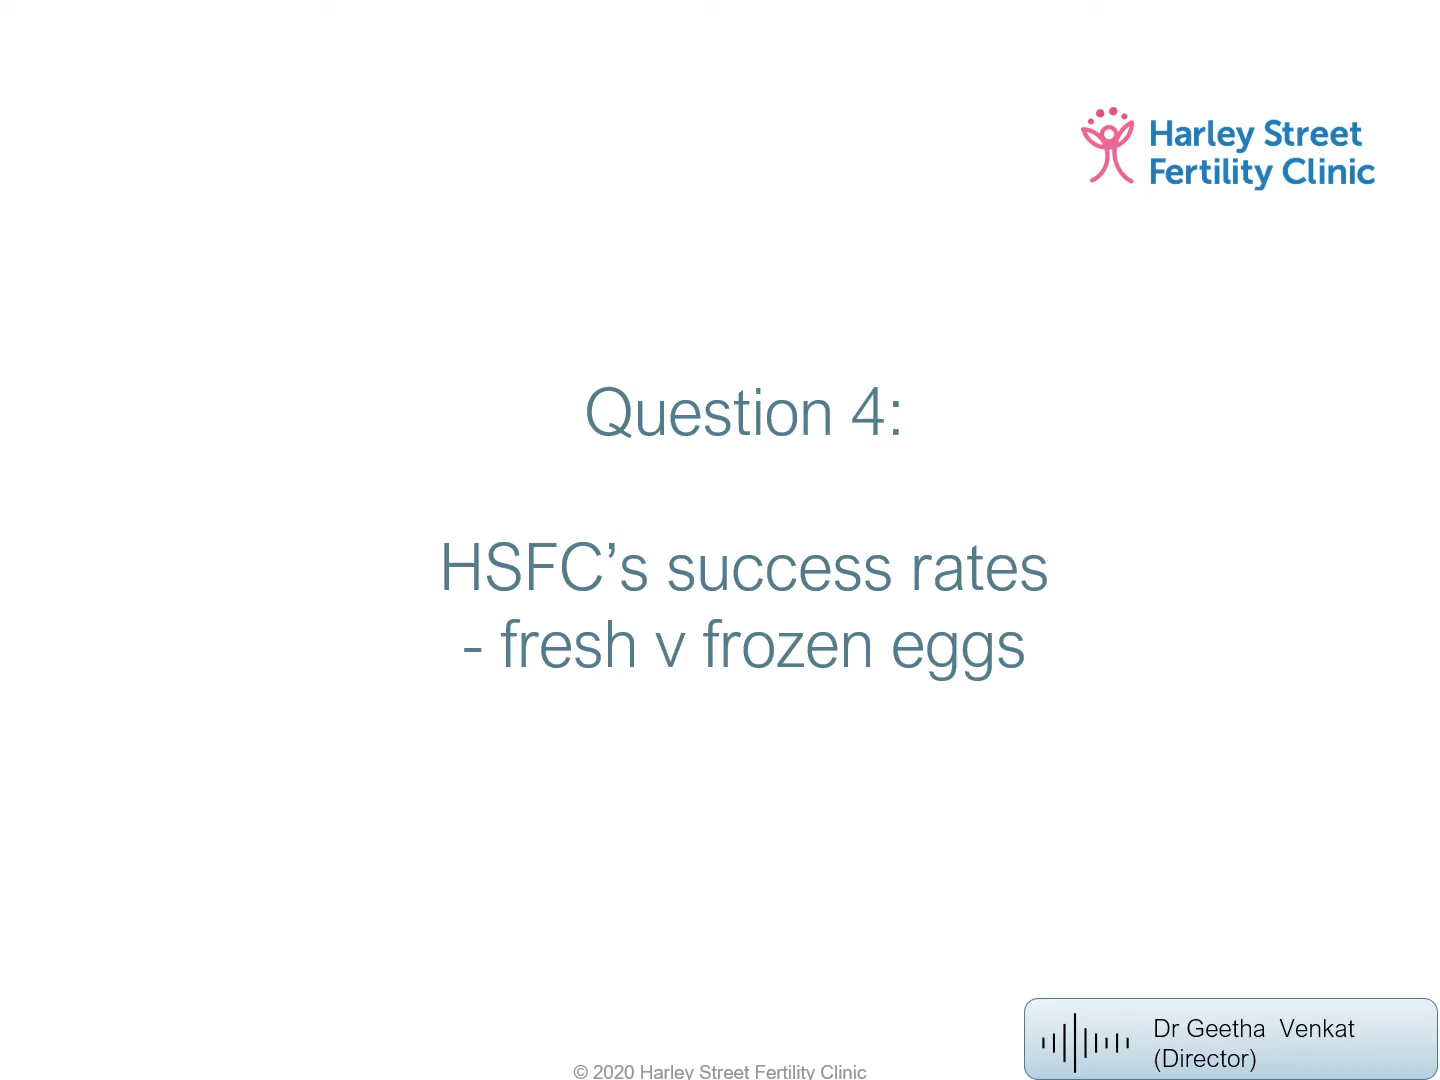 Harley Street
Fertility Clinic
Question 4:
HSFC’s success rates
- fresh v frozen eggs
Dr Geetha Venkat
(Director)
© 2020 Harley Street Fertility Clinic